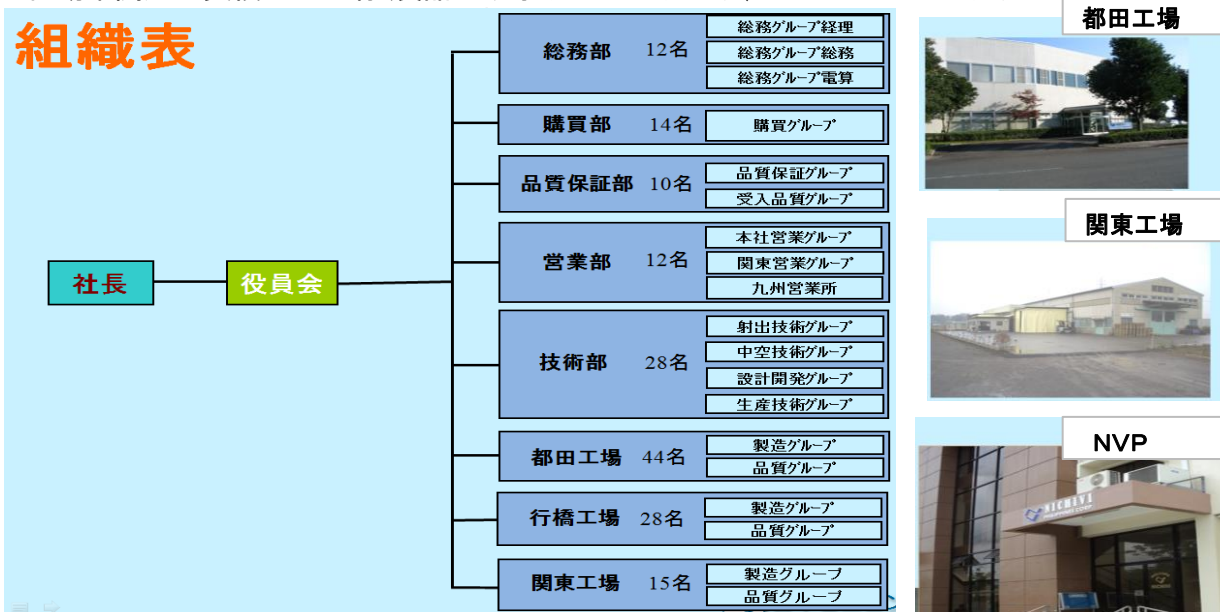 組織表
社長
役員会
総務部 12名
総務ｸﾞﾙｰﾌﾟ経理
総務ｸﾞﾙｰﾌﾟ総務
総務ｸﾞﾙｰﾌﾟ電算
購買部 14名
購買ｸﾞﾙｰﾌﾟ
品質保証部 10名
品質保証ｸﾞﾙｰﾌﾟ
受入品質ｸﾞﾙｰﾌﾟ
営業部 12名
本社営業ｸﾞﾙｰﾌﾟ
関東営業ｸﾞﾙｰﾌﾟ
九州営業所
技術部 28名
射出技術ｸﾞﾙｰﾌﾟ
中空技術ｸﾞﾙｰﾌﾟ
設計開発ｸﾞﾙｰﾌﾟ
生産技術ｸﾞﾙｰﾌﾟ
都田工場 44名
製造ｸﾞﾙｰﾌﾟ
品質ｸﾞﾙｰﾌﾟ
行橋工場 28名
製造ｸﾞﾙｰﾌﾟ
品質ｸﾞﾙｰﾌﾟ
関東工場 15名
製造グループ
品質グループ
都田工場
関東工場
NVP
NICHIVI